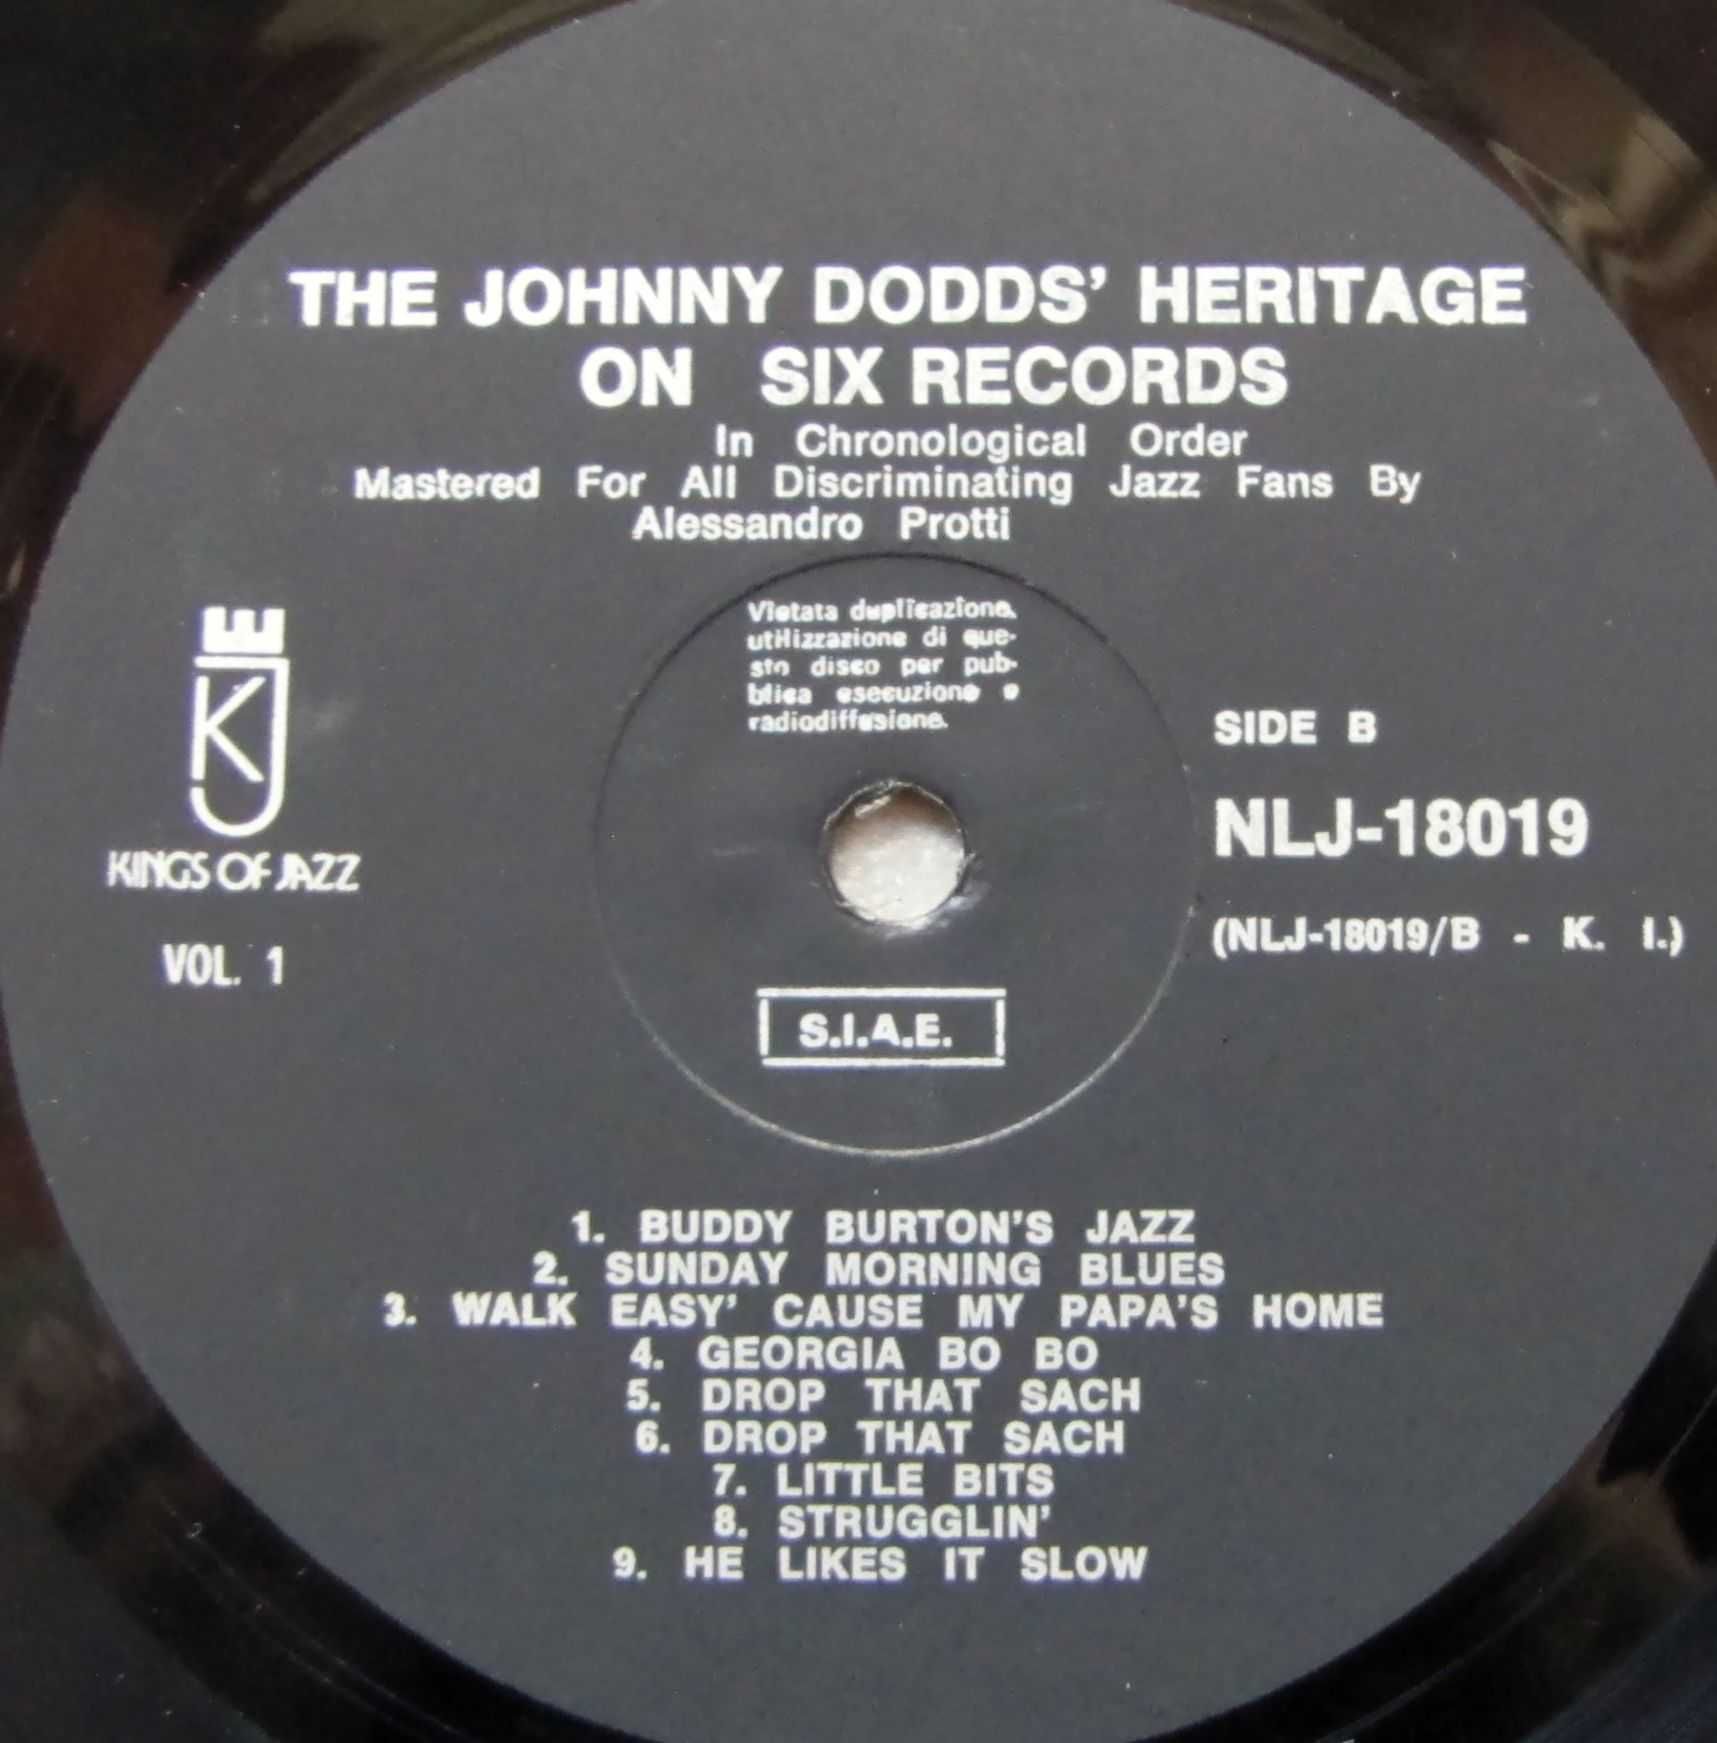 THE JOHNNY DODDS' HERITAGE
ON SIX RECORDS
In Chronological Order
Mastered For All Discriminating Jazz Fans By
Alessandro Protti
Vietata duplicazione
utilizzazione di que-
sto disco per pub-
blica esecuzione e
radiodiffusione.
KJ
KINGS OF JAZZ
VOL. 1
SIDE B
NLJ-18019
(NLJ-18019/B - K. I.)
S.I.A.E.
1. BUDDY BURTON'S JAZZ
2. SUNDAY MORNING BLUES
3. WALK EASY' CAUSE MY PAPA'S HOME
4. GEORGIA BO BO
5. DROP THAT SACH
6. DROP THAT SACH
7. LITTLE BITS
8. STRUGGLIN'
9. HE LIKES IT SLOW